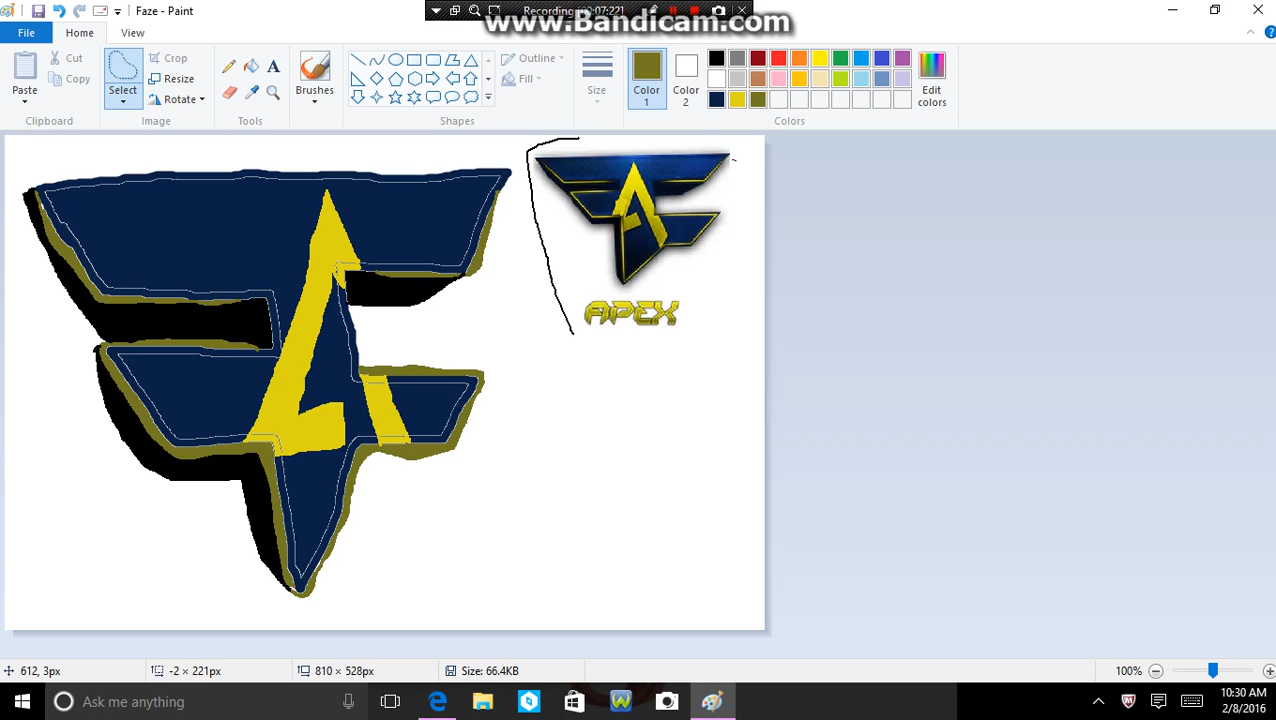 Faze - Paint
Recording [00:07:22]
www.Bandicam.com
File
Home
View
Paste
Cut
Copy
Clipboard
Select
Crop
Resize
Rotate
Image
A
Tools
Brushes
Outline
Fill
Shapes
Size
Color 1
Color 2
Edit colors
Colors
APEX
612, 3px
-2 × 221px
810 × 528px
Size: 66.4KB
100%
Ask me anything
10:30 AM
2/8/2016